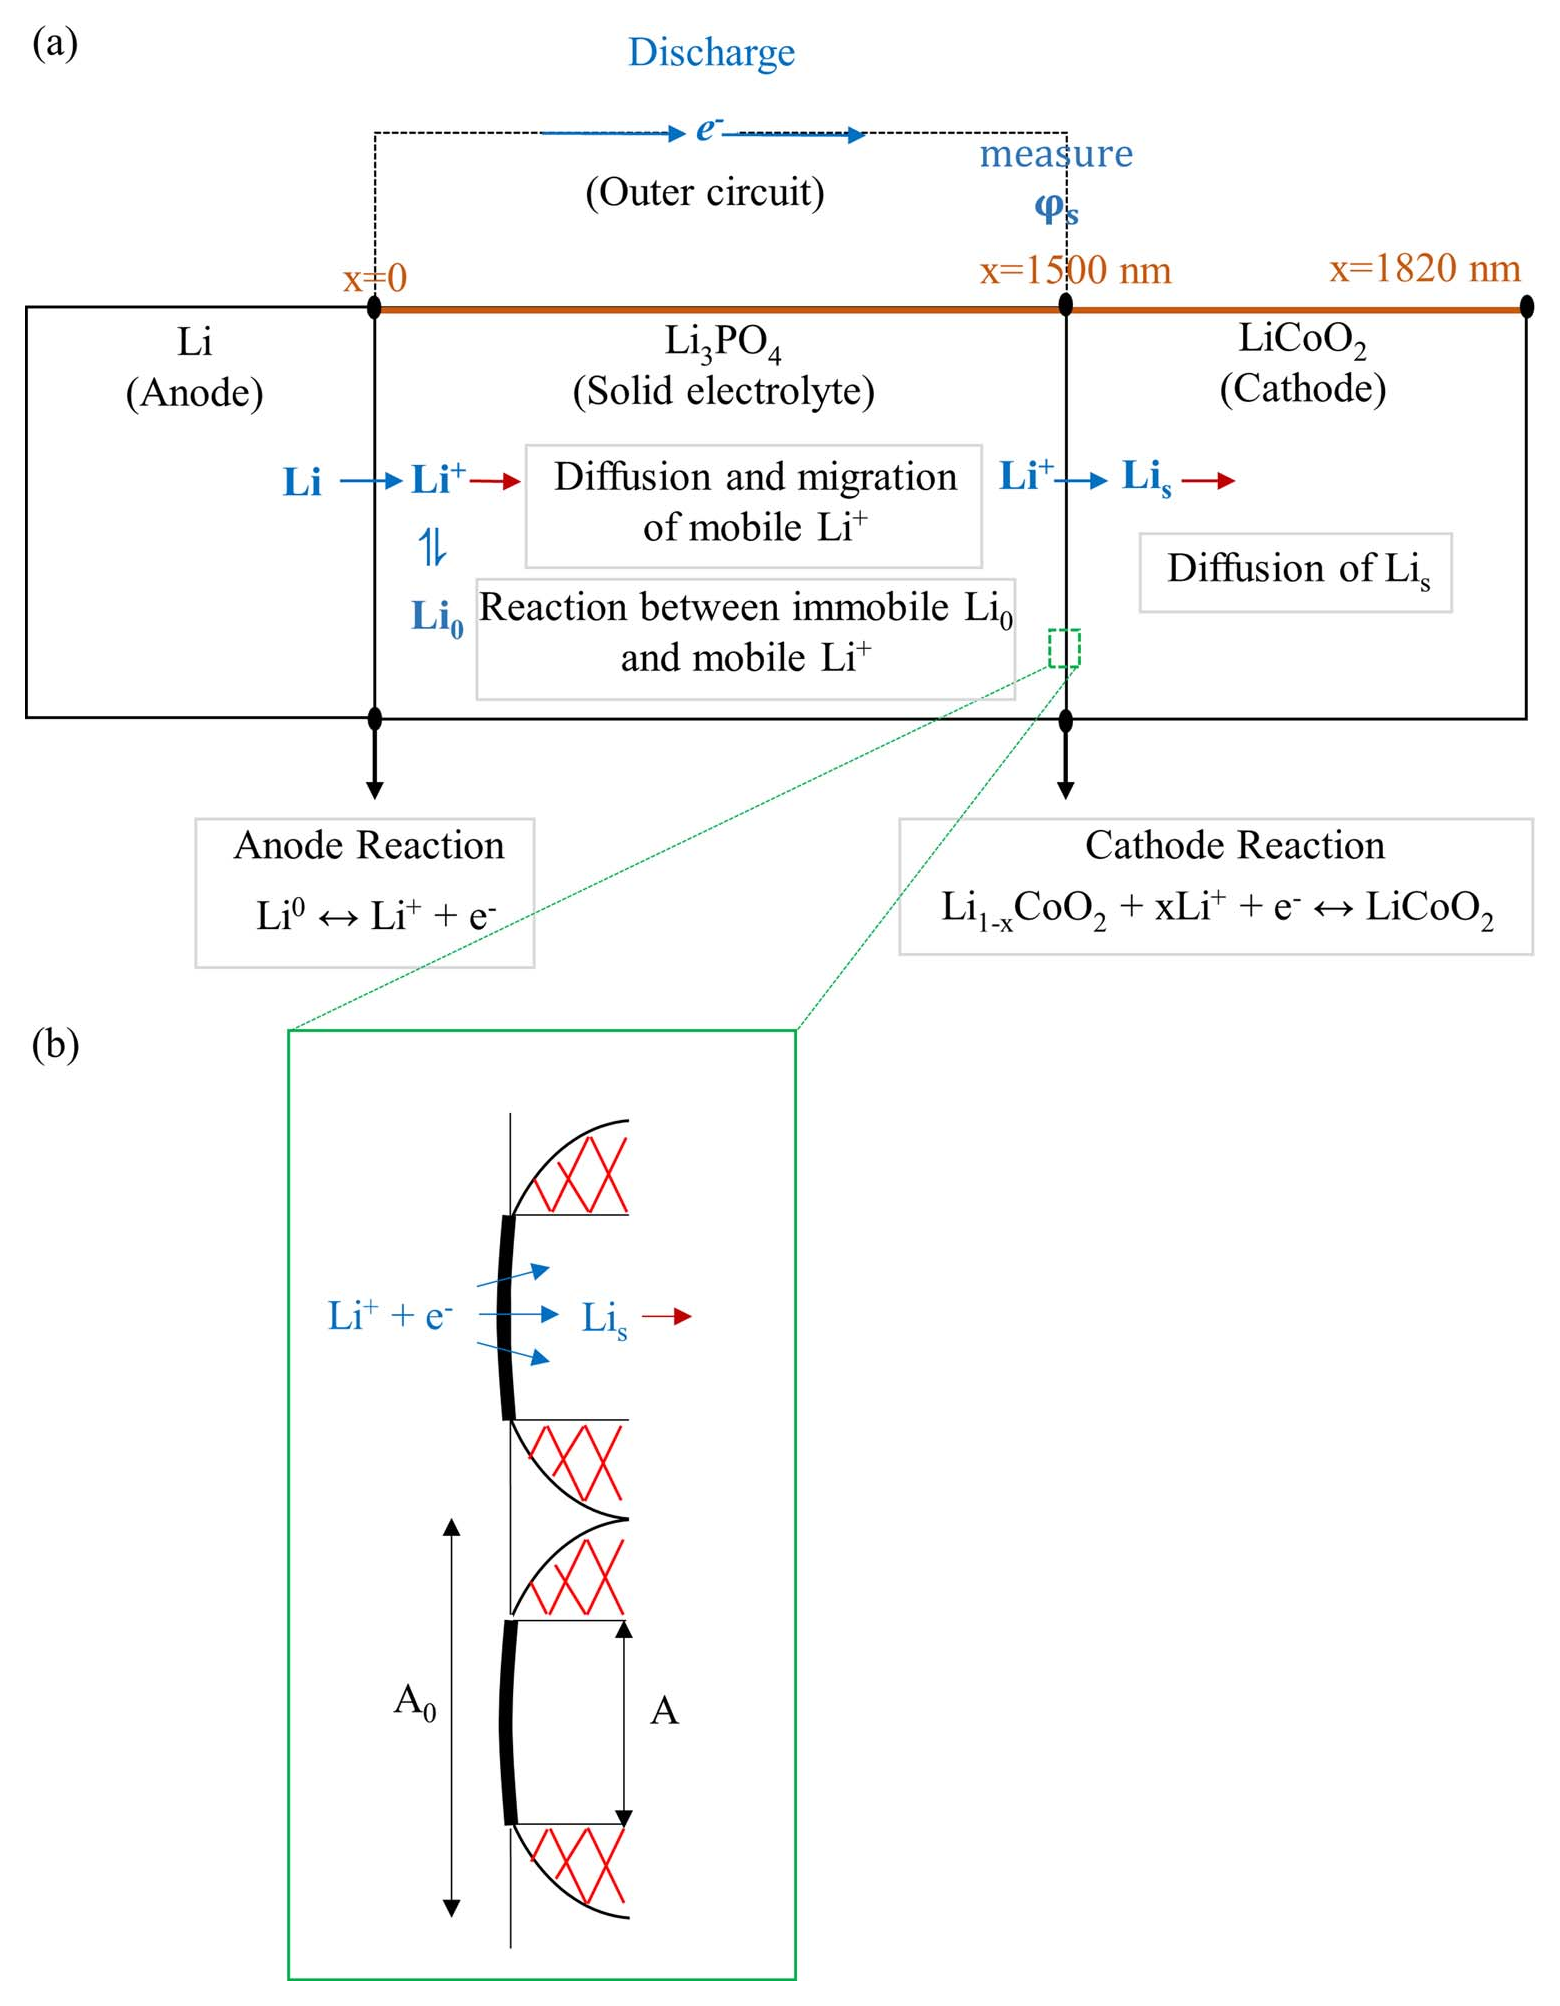 (a)
Discharge
e-
measure
(Outer circuit)
φs
x=0
x=1500 nm
x=1820 nm
Li
(Anode)
Li3PO4
(Solid electrolyte)
LiCoO2
(Cathode)
Li
Li+
Diffusion and migration
of mobile Li+
Li+
Lis
⇌
Diffusion of Lis
Li0
Reaction between immobile Li0
and mobile Li+
Anode Reaction
Li0 ↔ Li+ + e-
Cathode Reaction
Li1-xCoO2 + xLi+ + e- ↔ LiCoO2
(b)
Li+ + e-
Lis
A0
A